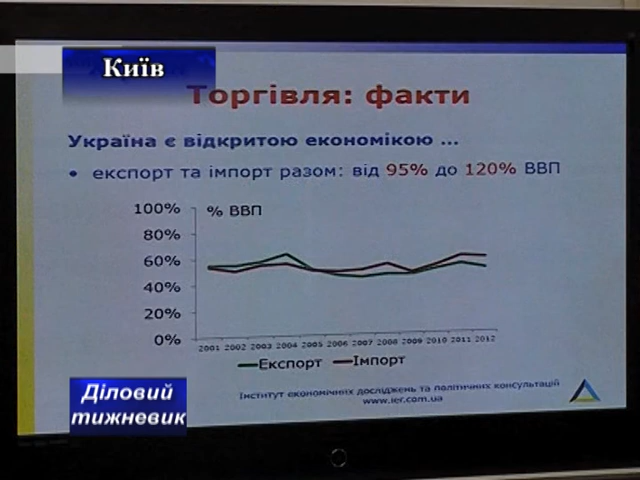 Київ
Торгівля: факти
Україна є відкритою економікою ...
• експорт та імпорт разом: від 95% до 120% ВВП
% ВВП
100%
80%
60%
40%
20%
0%
2001 2002 2003 2004 2005 2006 2007 2008 2009 2010 2011 2012
Експорт Імпорт
Діловий
тижневик
Інститут економічних досліджень та політичних консультацій
www.ier.com.ua